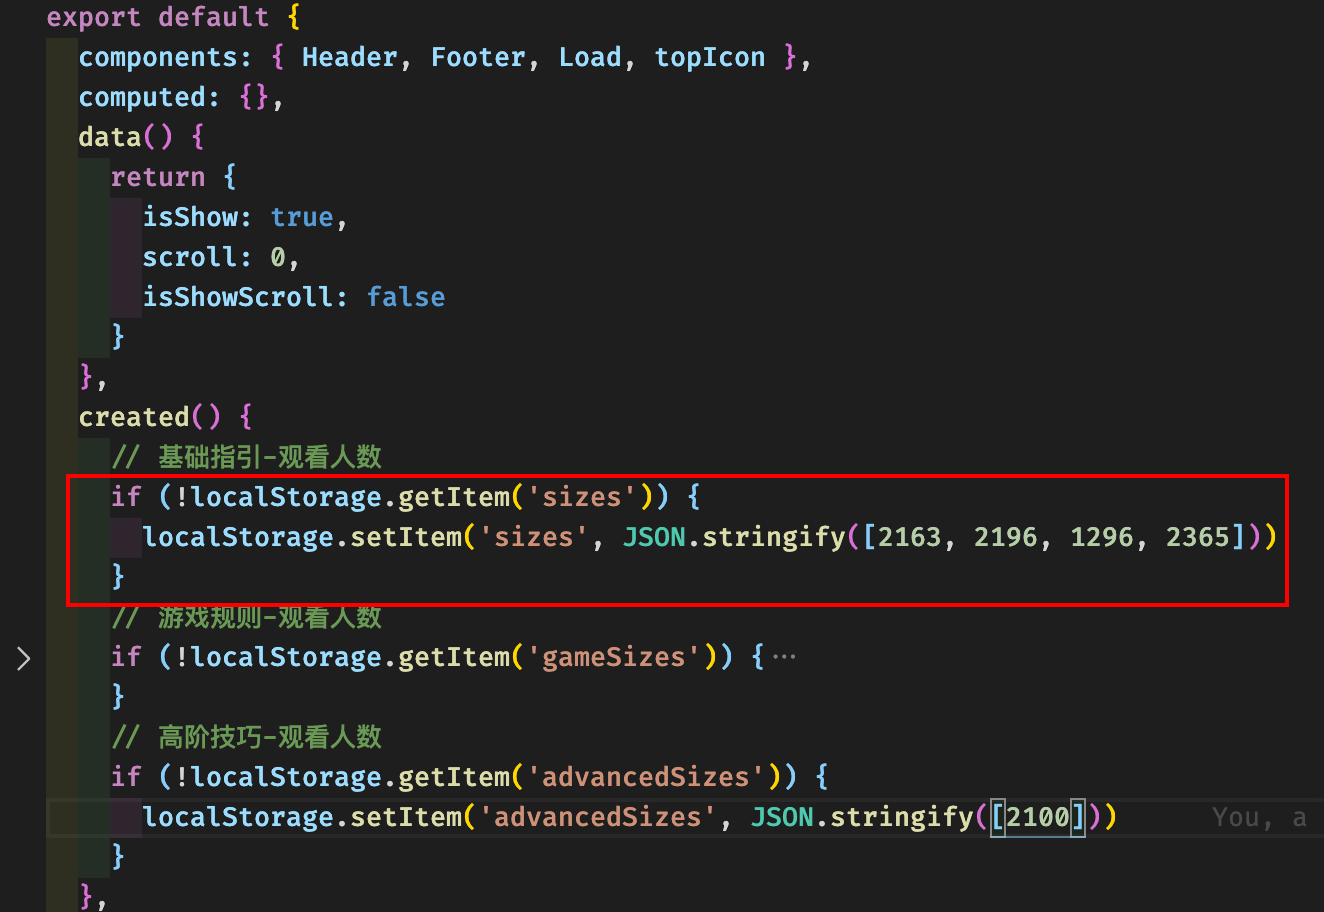 export default {
components: { Header, Footer, Load, topIcon },
computed: {},
data() {
return {
isShow: true,
scroll: 0,
isShowScroll: false
}
},
created() {
// 基础指引-观看人数
if (!localStorage.getItem('sizes')) {
localStorage.setItem('sizes', JSON.stringify([2163, 2196, 1296, 2365]))
}
// 游戏规则-观看人数
if (!localStorage.getItem('gameSizes')) {···
}
// 高阶技巧-观看人数
if (!localStorage.getItem('advancedSizes')) {
localStorage.setItem('advancedSizes', JSON.stringify([2100])) You, a
}
},